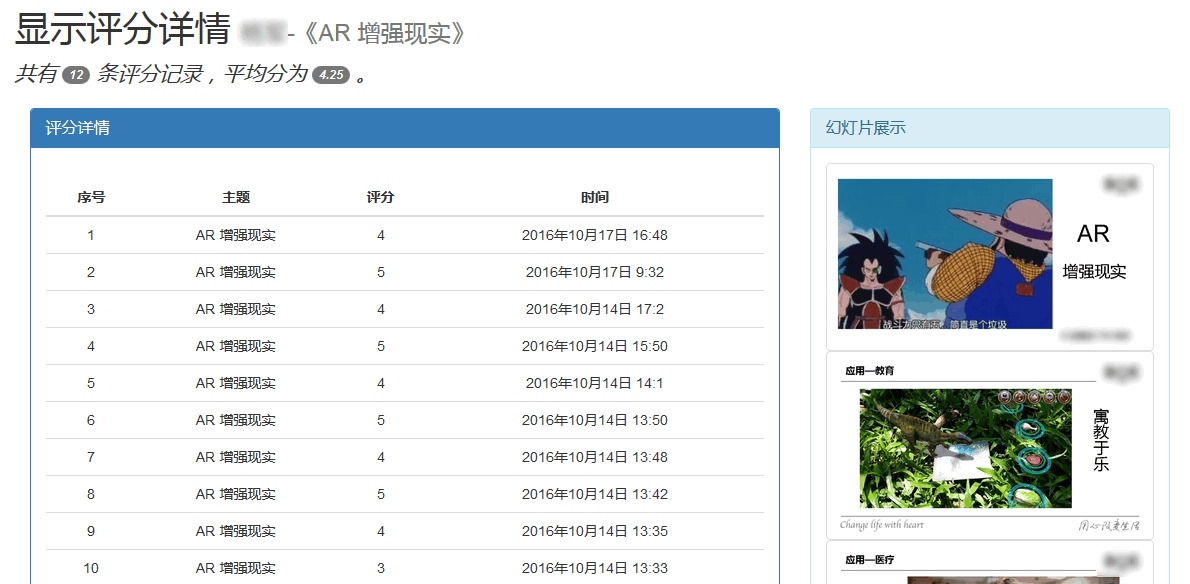 显示评分详情 -《AR 增强现实》
共有 12 条评分记录，平均分为 4.25 。
评分详情
序号 主题 评分 时间
1 AR 增强现实 4 2016年10月17日 16:48
2 AR 增强现实 5 2016年10月17日 9:32
3 AR 增强现实 4 2016年10月14日 17:2
4 AR 增强现实 5 2016年10月14日 15:50
5 AR 增强现实 4 2016年10月14日 14:1
6 AR 增强现实 5 2016年10月14日 13:50
7 AR 增强现实 4 2016年10月14日 13:48
8 AR 增强现实 5 2016年10月14日 13:42
9 AR 增强现实 4 2016年10月14日 13:35
10 AR 增强现实 3 2016年10月14日 13:33
幻灯片展示
AR
增强现实
战斗力只有5，简直是个垃圾
应用—教育
寓教于乐
Change life with heart
用心改变生活
应用—医疗